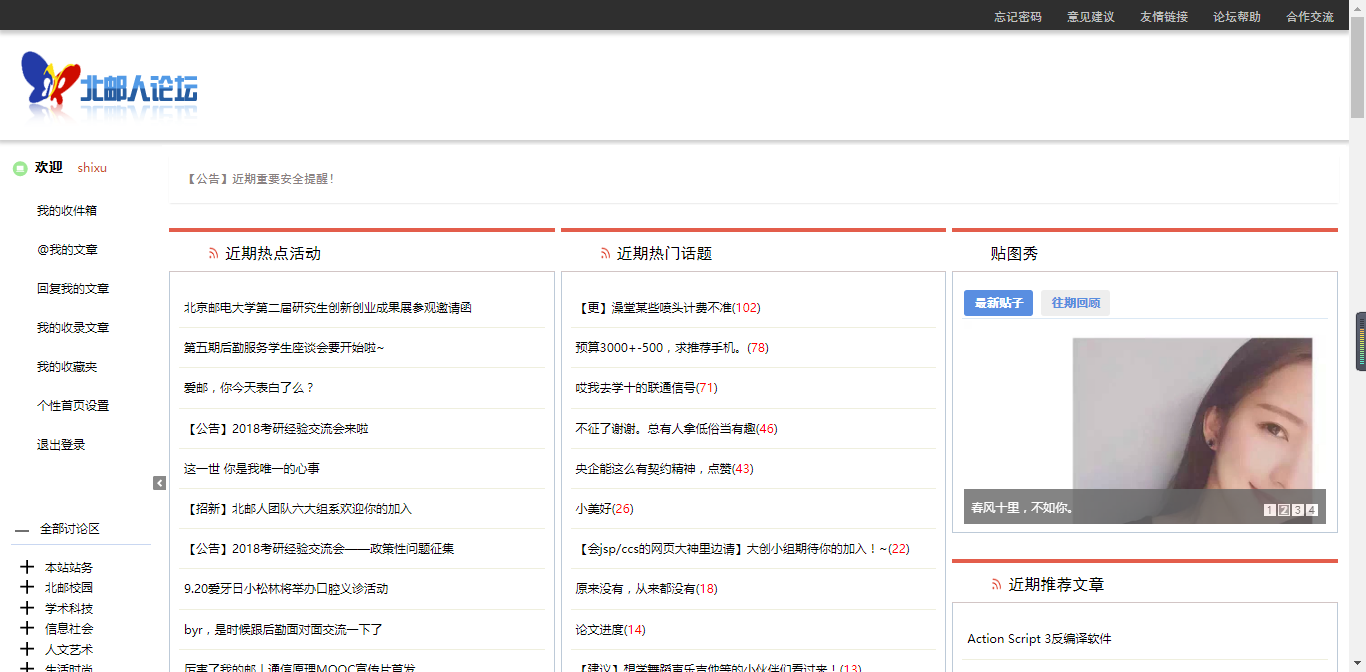 忘记密码 意见建议 友情链接 论坛帮助 合作交流
北邮人论坛
欢迎 shixu
我的收件箱
@我的文章
回复我的文章
我的收录文章
我的收藏夹
个性首页设置
退出登录
全部讨论区
本站站务
北邮校园
学术科技
信息社会
人文艺术
生活时尚
【公告】近期重要安全提醒！
近期热点活动
北京邮电大学第二届研究生创新创业成果展参观邀请函
第五期后勤服务学生座谈会要开始啦~
爱邮，你今天表白了么？
【公告】2018考研经验交流会来啦
这一世 你是我唯一的心事
【招新】北邮人团队六大组系欢迎你的加入
【公告】2018考研经验交流会——政策性问题征集
9.20爱牙日小松林将举办口腔义诊活动
byr，是时候跟后勤面对面交流一下了
厉害了我的邮｜通信原理MOOC宣传片首发
近期热门话题
【更】澡堂某些喷头计费不准(102)
预算3000+-500，求推荐手机。(78)
哎我去学十的联通信号(71)
不征了谢谢。总有人拿低俗当有趣(46)
央企能这么有契约精神，点赞(43)
小美好(26)
【会jsp/ccs的网页大神里边请】大创小组期待你的加入！~(22)
原来没有，从来都没有(18)
论文进度(14)
【建议】想学舞蹈声乐吉他等的小伙伴们看过来！(13)
贴图秀
最新贴子 往期回顾
春风十里，不如你。
1 2 3 4
近期推荐文章
Action Script 3反编译软件